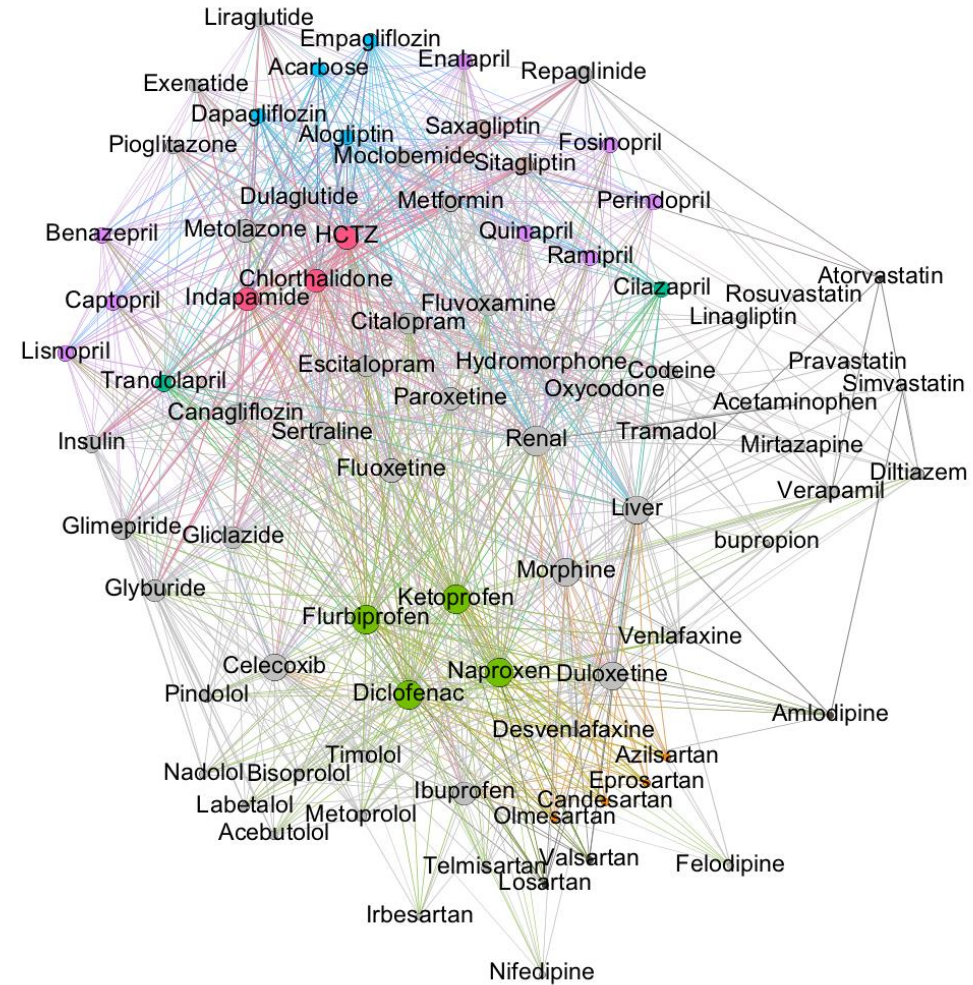 Liraglutide
Empagliflozin
Enalapril
Acarbose
Repaglinide
Exenatide
Dapagliflozin
Saxagliptin
Alogliptin
Fosinopril
Pioglitazone
Moclobemide
Sitagliptin
Dulaglutide
Metformin
Perindopril
Metolazone
Quinapril
Benazepril
HCTZ
Ramipril
Atorvastatin
Chlorthalidone
Cilazapril
Rosuvastatin
Indapamide
Captopril
Fluvoxamine
Linagliptin
Citalopram
Lisnopril
Escitalopram
Hydromorphone
Pravastatin
Codeine
Trandolapril
Simvastatin
Oxycodone
Paroxetine
Acetaminophen
Canagliflozin
Sertraline
Tramadol
Insulin
Renal
Mirtazapine
Fluoxetine
Diltiazem
Verapamil
Liver
Glimepiride
Gliclazide
bupropion
Morphine
Glyburide
Ketoprofen
Flurbiprofen
Venlafaxine
Celecoxib
Naproxen
Duloxetine
Pindolol
Diclofenac
Amlodipine
Desvenlafaxine
Timolol
Azilsartan
Nadolol
Bisoprolol
Eprosartan
Ibuprofen
Candesartan
Labetalol
Metoprolol
Olmesartan
Acebutolol
Valsartan
Telmisartan
Felodipine
Losartan
Irbesartan
Nifedipine